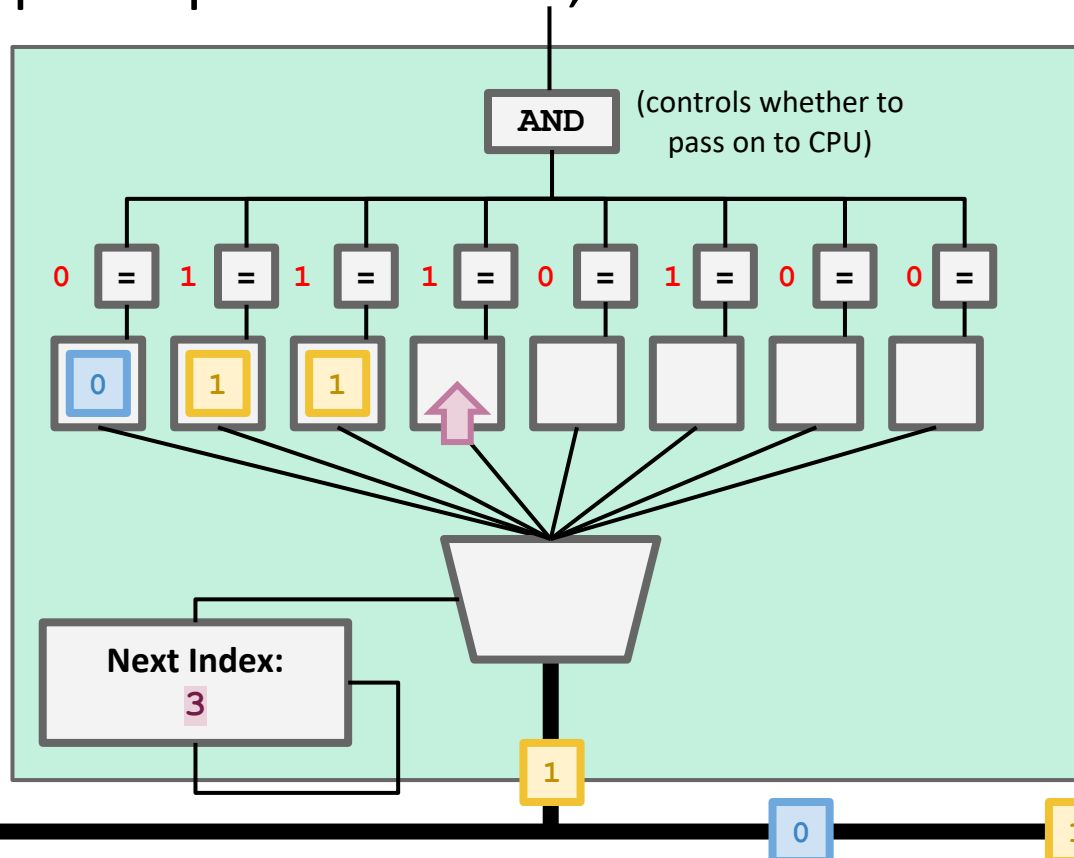 AND
(controls whether to
pass on to CPU)
0 = 1 = 1 = 1 = 0 = 1 = 0 = 0 =
0 1 1
Next Index:
3
1
0